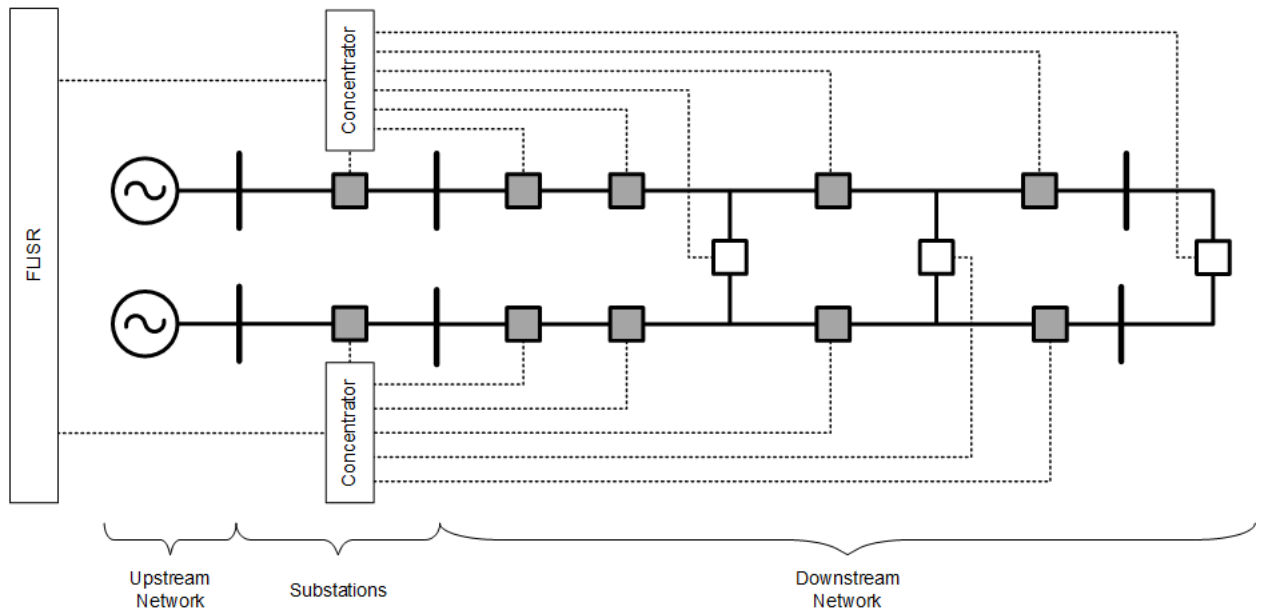 FLISR
Concentrator
Concentrator
Upstream
Network
Substations
Downstream
Network